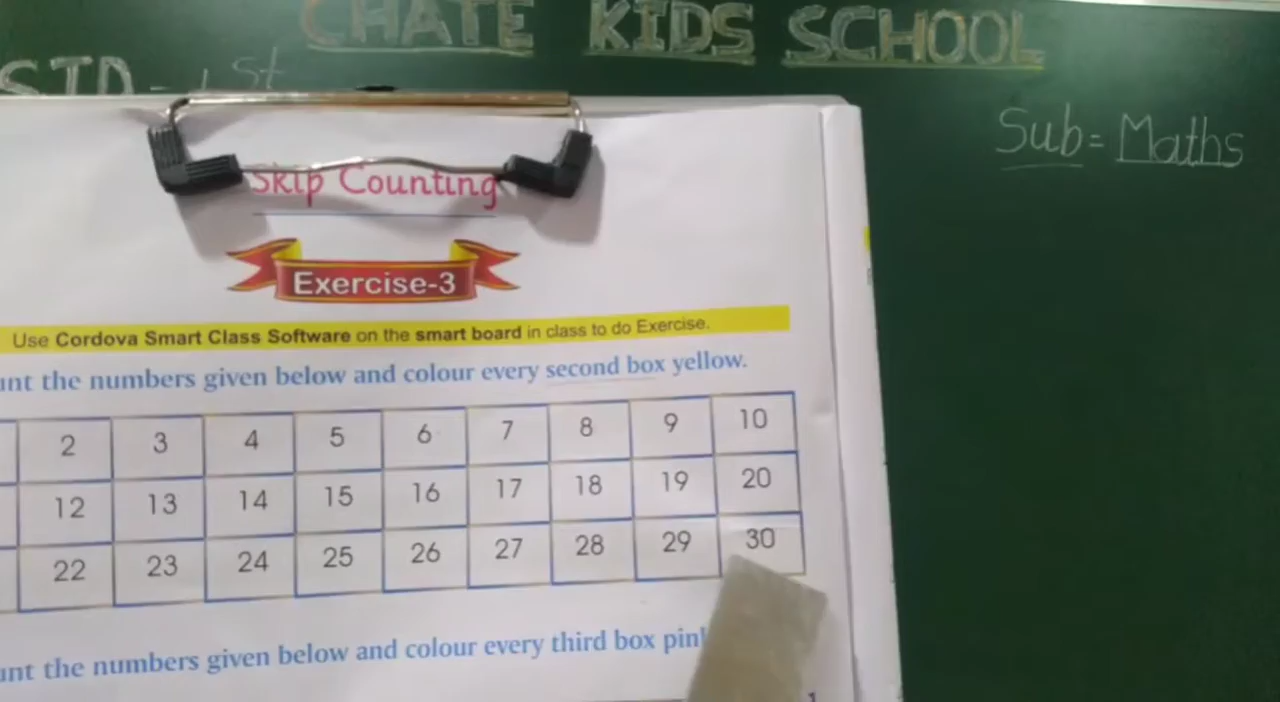 CHATE KIDS SCHOOL
STD - 1st
Sub = Maths
Skip Counting
Exercise-3
Use Cordova Smart Class Software on the smart board in class to do Exercise.
the numbers given below and colour every second box yellow.
2 3 4 5 6 7 8 9 10
12 13 14 15 16 17 18 19 20
22 23 24 25 26 27 28 29 30
the numbers given below and colour every third box